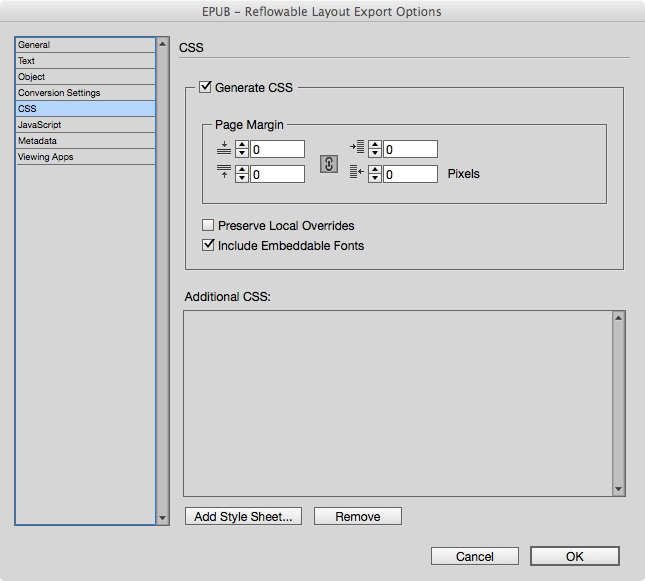 EPUB – Reflowable Layout Export Options
General
Text
Object
Conversion Settings
CSS
JavaScript
Metadata
Viewing Apps
CSS
Generate CSS
Page Margin
0
0
0
0
Pixels
Preserve Local Overrides
Include Embeddable Fonts
Additional CSS:
Add Style Sheet...
Remove
Cancel
OK